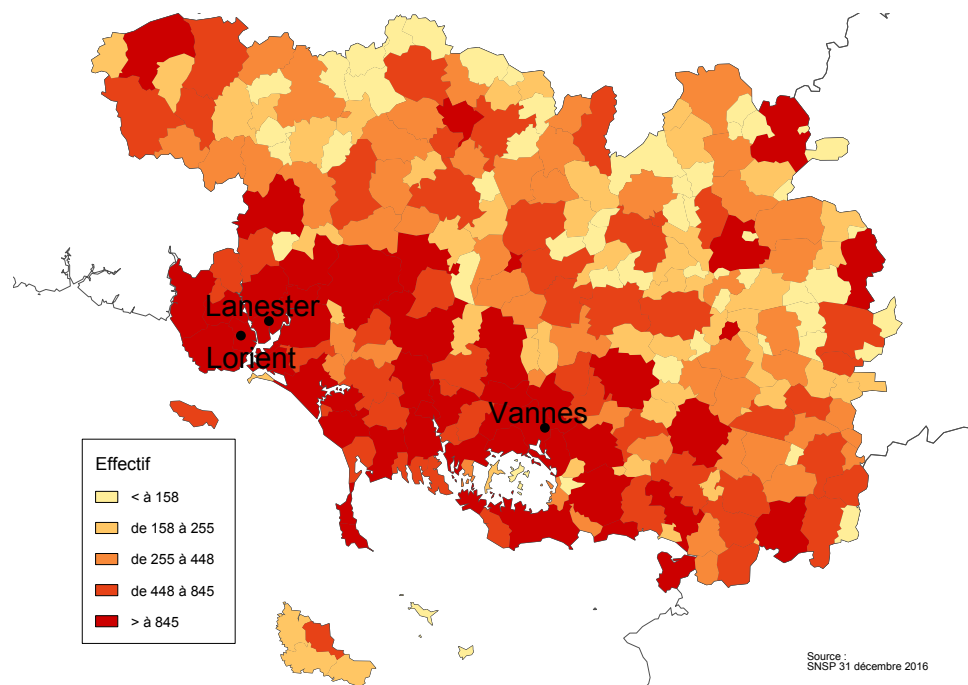 Lanester
Lorient
Vannes
Effectif
< à 158
de 158 à 255
de 255 à 448
de 448 à 845
> à 845
Source :
SNSP 31 décembre 2016